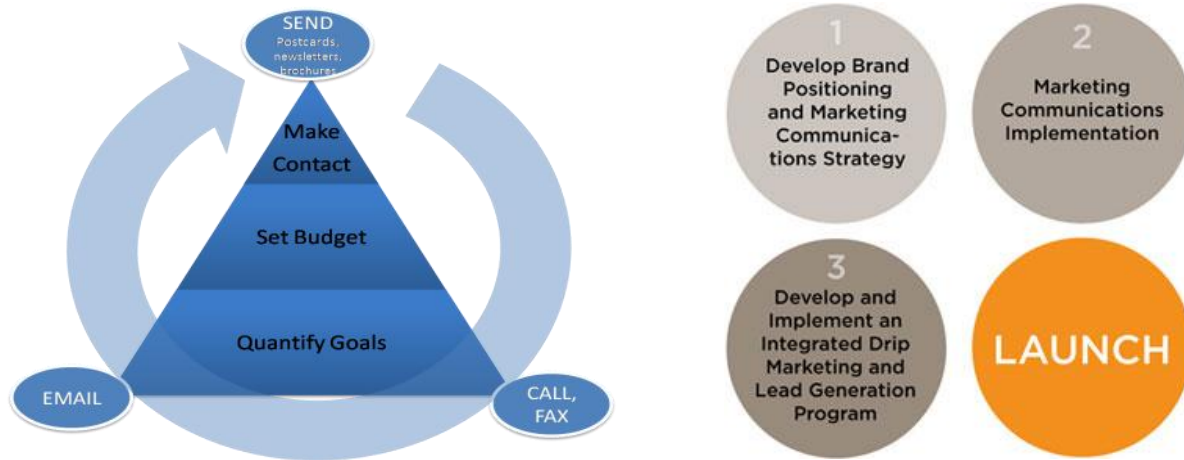 SEND
Postcards,
newsletters,
brochures
Make
Contact
Set Budget
Quantify Goals
EMAIL
CALL,
FAX
1
Develop Brand
Positioning
and Marketing
Communica-
tions Strategy
2
Marketing
Communications
Implementation
3
Develop and
Implement an
Integrated Drip
Marketing and
Lead Generation
Program
LAUNCH